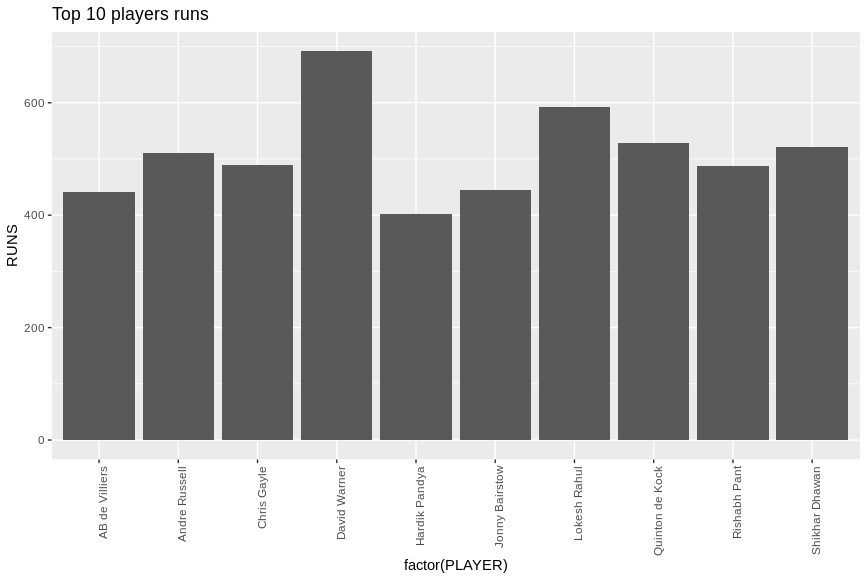 Top 10 players runs
RUNS
600
400
200
0
AB de Villiers
Andre Russell
Chris Gayle
David Warner
Hardik Pandya
Jonny Bairstow
Lokesh Rahul
Quinton de Kock
Rishabh Pant
Shikhar Dhawan
factor(PLAYER)